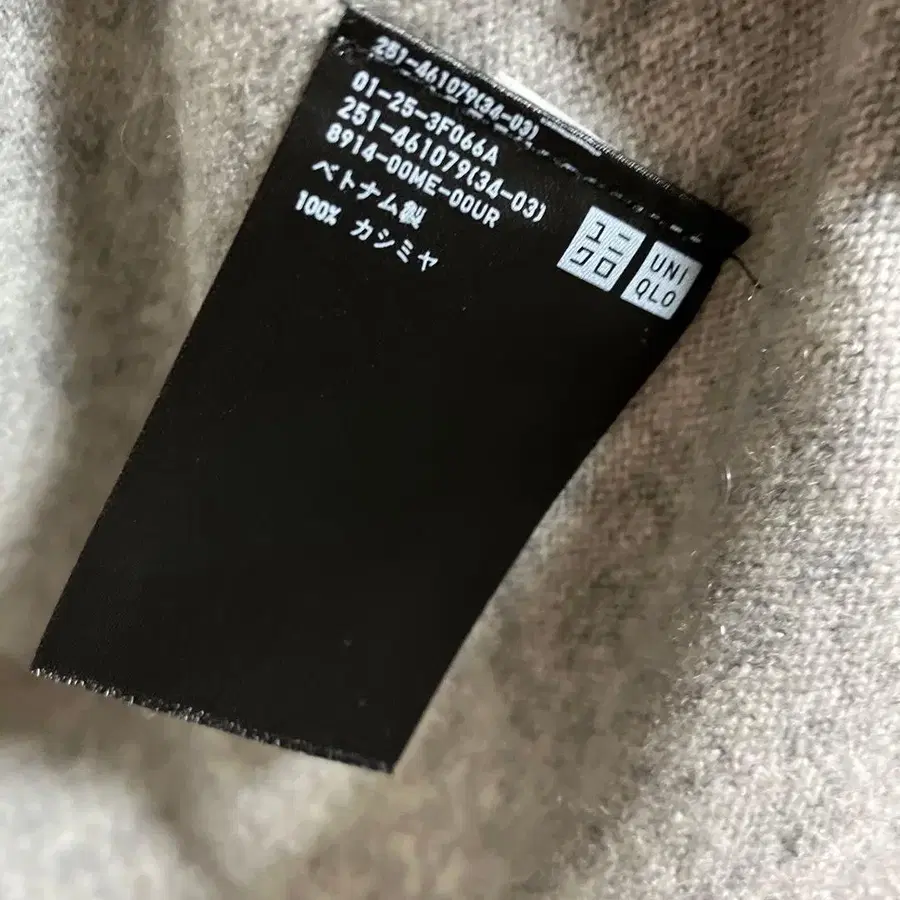 251-461079(34-03)
01-25-3F066A
251-461079(34-03)
8914-00ME-00UR
ベトナム製
100% カシミヤ
ユニ
クロ
UNI
QLO